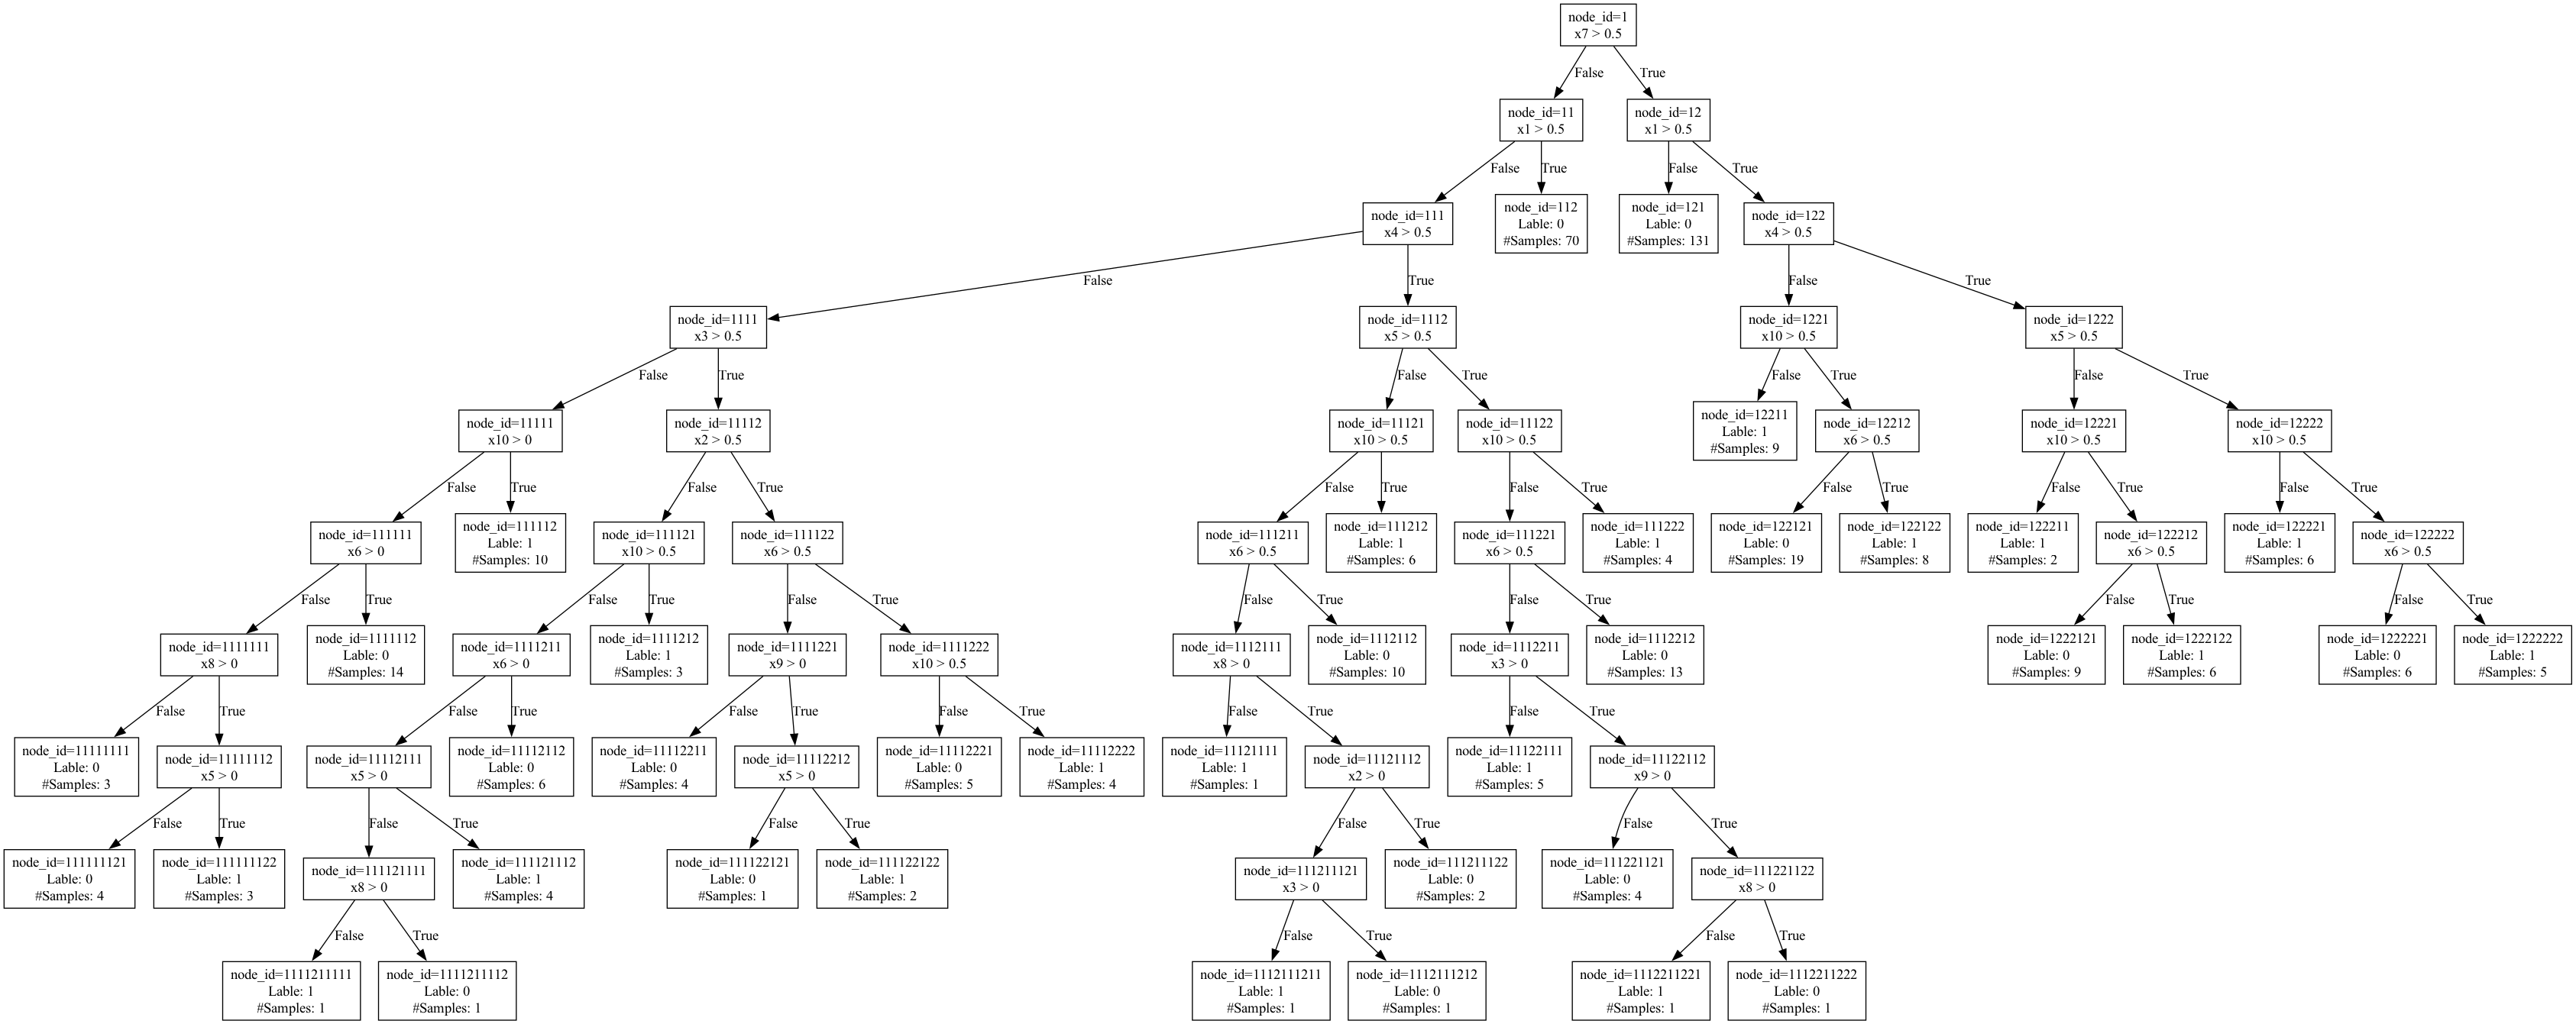 node_id=1
x7 > 0.5
False
True
node_id=11
x1 > 0.5
node_id=12
x1 > 0.5
False
True
False
True
node_id=111
x4 > 0.5
node_id=112
Lable: 0
#Samples: 70
node_id=121
Lable: 0
#Samples: 131
node_id=122
x4 > 0.5
False
True
False
True
node_id=1111
x3 > 0.5
node_id=1112
x5 > 0.5
node_id=1221
x10 > 0.5
node_id=1222
x5 > 0.5
False
True
False
True
False
True
False
True
node_id=11111
x10 > 0
node_id=11112
x2 > 0.5
node_id=11121
x10 > 0.5
node_id=11122
x10 > 0.5
node_id=12211
Lable: 1
#Samples: 9
node_id=12212
x6 > 0.5
node_id=12221
x10 > 0.5
node_id=12222
x10 > 0.5
False
True
False
True
False
True
False
True
False
True
False
True
False
True
node_id=111111
x6 > 0
node_id=111112
Lable: 1
#Samples: 10
node_id=111121
x10 > 0.5
node_id=111122
x6 > 0.5
node_id=111211
x6 > 0.5
node_id=111212
Lable: 1
#Samples: 6
node_id=111221
x6 > 0.5
node_id=111222
Lable: 1
#Samples: 4
node_id=122121
Lable: 0
#Samples: 19
node_id=122122
Lable: 1
#Samples: 8
node_id=122211
Lable: 1
#Samples: 2
node_id=122212
x6 > 0.5
node_id=122221
Lable: 1
#Samples: 6
node_id=122222
x6 > 0.5
False
True
False
True
False
True
False
True
False
True
False
True
False
True
node_id=1111111
x8 > 0
node_id=1111112
Lable: 0
#Samples: 14
node_id=1111211
x6 > 0
node_id=1111212
Lable: 1
#Samples: 3
node_id=1111221
x9 > 0
node_id=1111222
x10 > 0.5
node_id=1112111
x8 > 0
node_id=1112112
Lable: 0
#Samples: 10
node_id=1112211
x3 > 0
node_id=1112212
Lable: 0
#Samples: 13
node_id=1222121
Lable: 0
#Samples: 9
node_id=1222122
Lable: 1
#Samples: 6
node_id=1222221
Lable: 0
#Samples: 6
node_id=1222222
Lable: 1
#Samples: 5
False
True
False
True
False
True
False
True
False
True
False
True
node_id=11111111
Lable: 0
#Samples: 3
node_id=11111112
x5 > 0
node_id=11112111
x5 > 0
node_id=11112112
Lable: 0
#Samples: 6
node_id=11112211
Lable: 0
#Samples: 4
node_id=11112212
x5 > 0
node_id=11112221
Lable: 0
#Samples: 5
node_id=11112222
Lable: 1
#Samples: 4
node_id=11121111
Lable: 1
#Samples: 1
node_id=11121112
x2 > 0
node_id=11122111
Lable: 1
#Samples: 5
node_id=11122112
x9 > 0
False
True
False
True
False
True
False
True
False
True
node_id=111111121
Lable: 0
#Samples: 4
node_id=111111122
Lable: 1
#Samples: 3
node_id=111121111
x8 > 0
node_id=111121112
Lable: 1
#Samples: 4
node_id=111122121
Lable: 0
#Samples: 1
node_id=111122122
Lable: 1
#Samples: 2
node_id=111211121
x3 > 0
node_id=111211122
Lable: 0
#Samples: 2
node_id=111221121
Lable: 0
#Samples: 4
node_id=111221122
x8 > 0
False
True
False
True
False
True
node_id=1111211111
Lable: 1
#Samples: 1
node_id=1111211112
Lable: 0
#Samples: 1
node_id=1112111211
Lable: 1
#Samples: 1
node_id=1112111212
Lable: 0
#Samples: 1
node_id=1112211221
Lable: 1
#Samples: 1
node_id=1112211222
Lable: 0
#Samples: 1